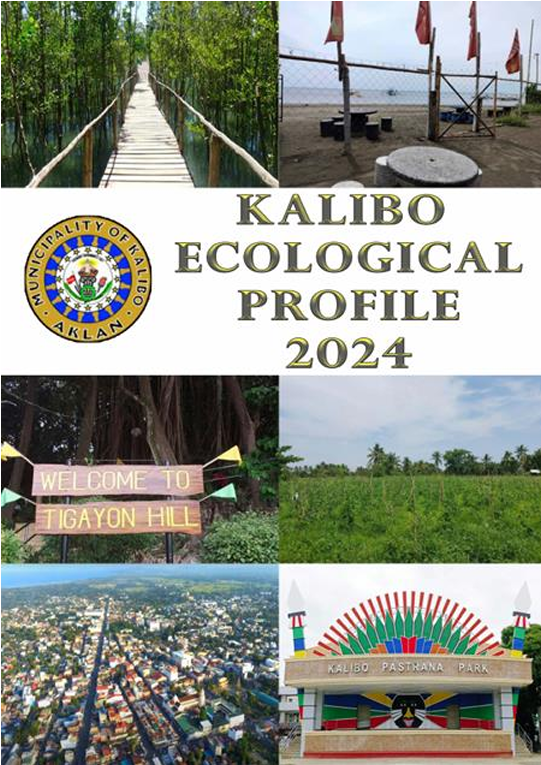 KALIBO
ECOLOGICAL
PROFILE
2024
MUNICIPALITY OF KALIBO
AKLAN
WELCOME TO
TIGAYON HILL
KALIBO PASTRANA PARK